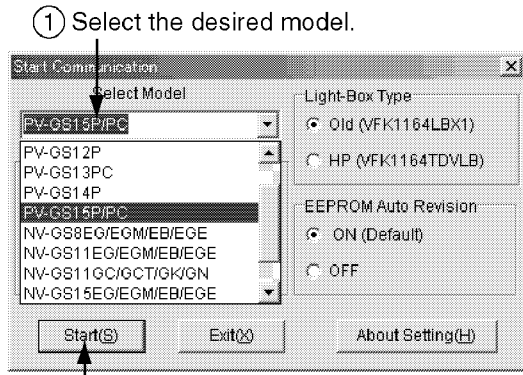 ① Select the desired model.
Start Communication
Select Model
PV-GS15P/PC
PV-GS12P
PV-GS13PC
PV-GS14P
PV-GS15P/PC
NV-GS8EG/EGM/EB/EGE
NV-GS11EG/EGM/EB/EGE
NV-GS11GC/GCT/GK/GN
NV-GS15EG/EGM/EB/EGE
Light-Box Type
Old (VFK1164LBX1)
HP (VFK1164TDVLB)
EEPROM Auto Revision
ON (Default)
OFF
Start(S)
Exit(X)
About Setting(H)